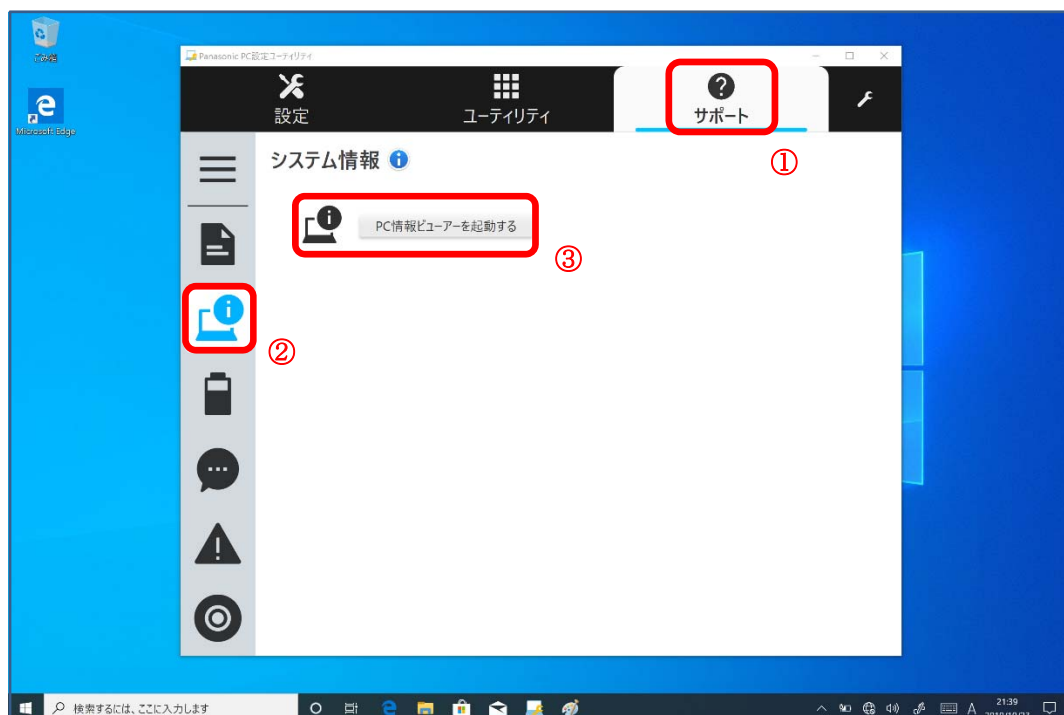 ごみ箱
Microsoft Edge
Panasonic PC設定ユーティリティ
設定
ユーティリティ
サポート
①
システム情報
PC情報ビューアーを起動する
③
②
検索するには、ここに入力します
A
21:39